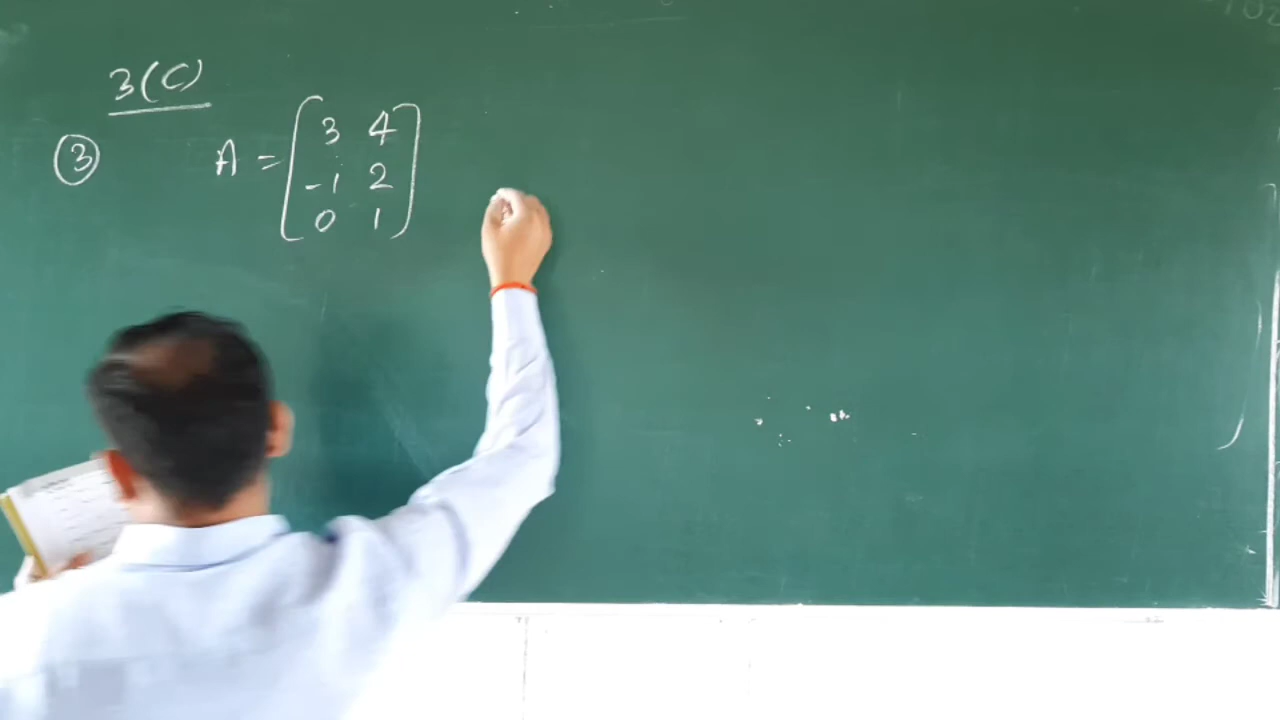 3(C)
③ A = [3 4
-1 2
0 1]